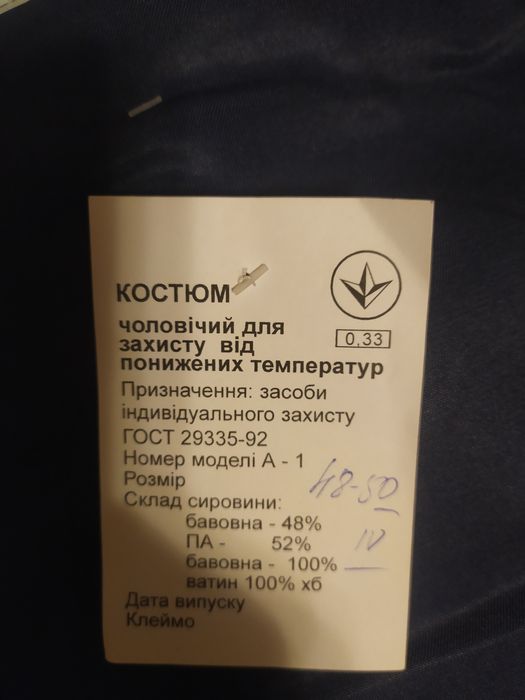 КОСТЮМ
0,33
чоловічий для
захисту від
понижених температур
Призначення: засоби
індивідуального захисту
ГОСТ 29335-92
Номер моделі А - 1
Розмір 48-50
Склад сировини:
бавовна - 48%
ПА - 52% IV
бавовна - 100%
ватин 100% хб
Дата випуску
Клеймо